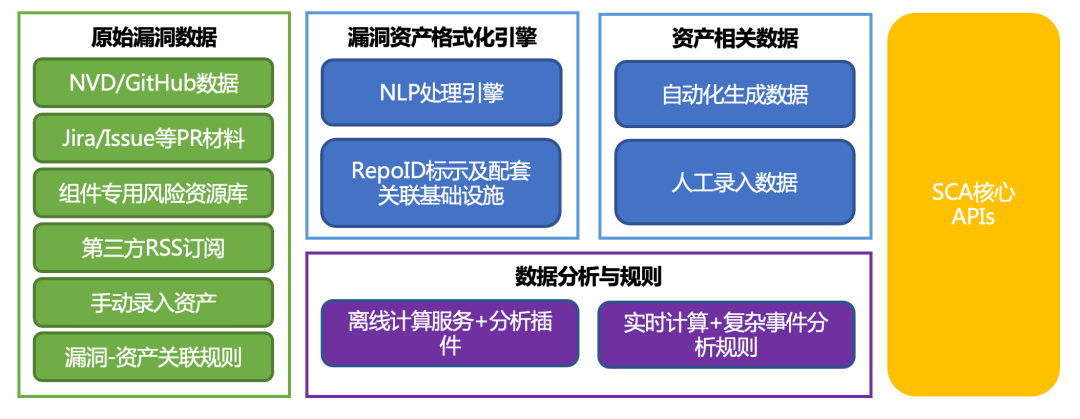 原始漏洞数据
NVD/GitHub数据
Jira/Issue等PR材料
组件专用风险资源库
第三方RSS订阅
手动录入资产
漏洞-资产关联规则
漏洞资产格式化引擎
NLP处理引擎
RepoID标示及配套
关联基础设施
资产相关数据
自动化生成数据
人工录入数据
数据分析与规则
离线计算服务+分析插
件
实时计算+复杂事件分
析规则
SCA核心
APIs